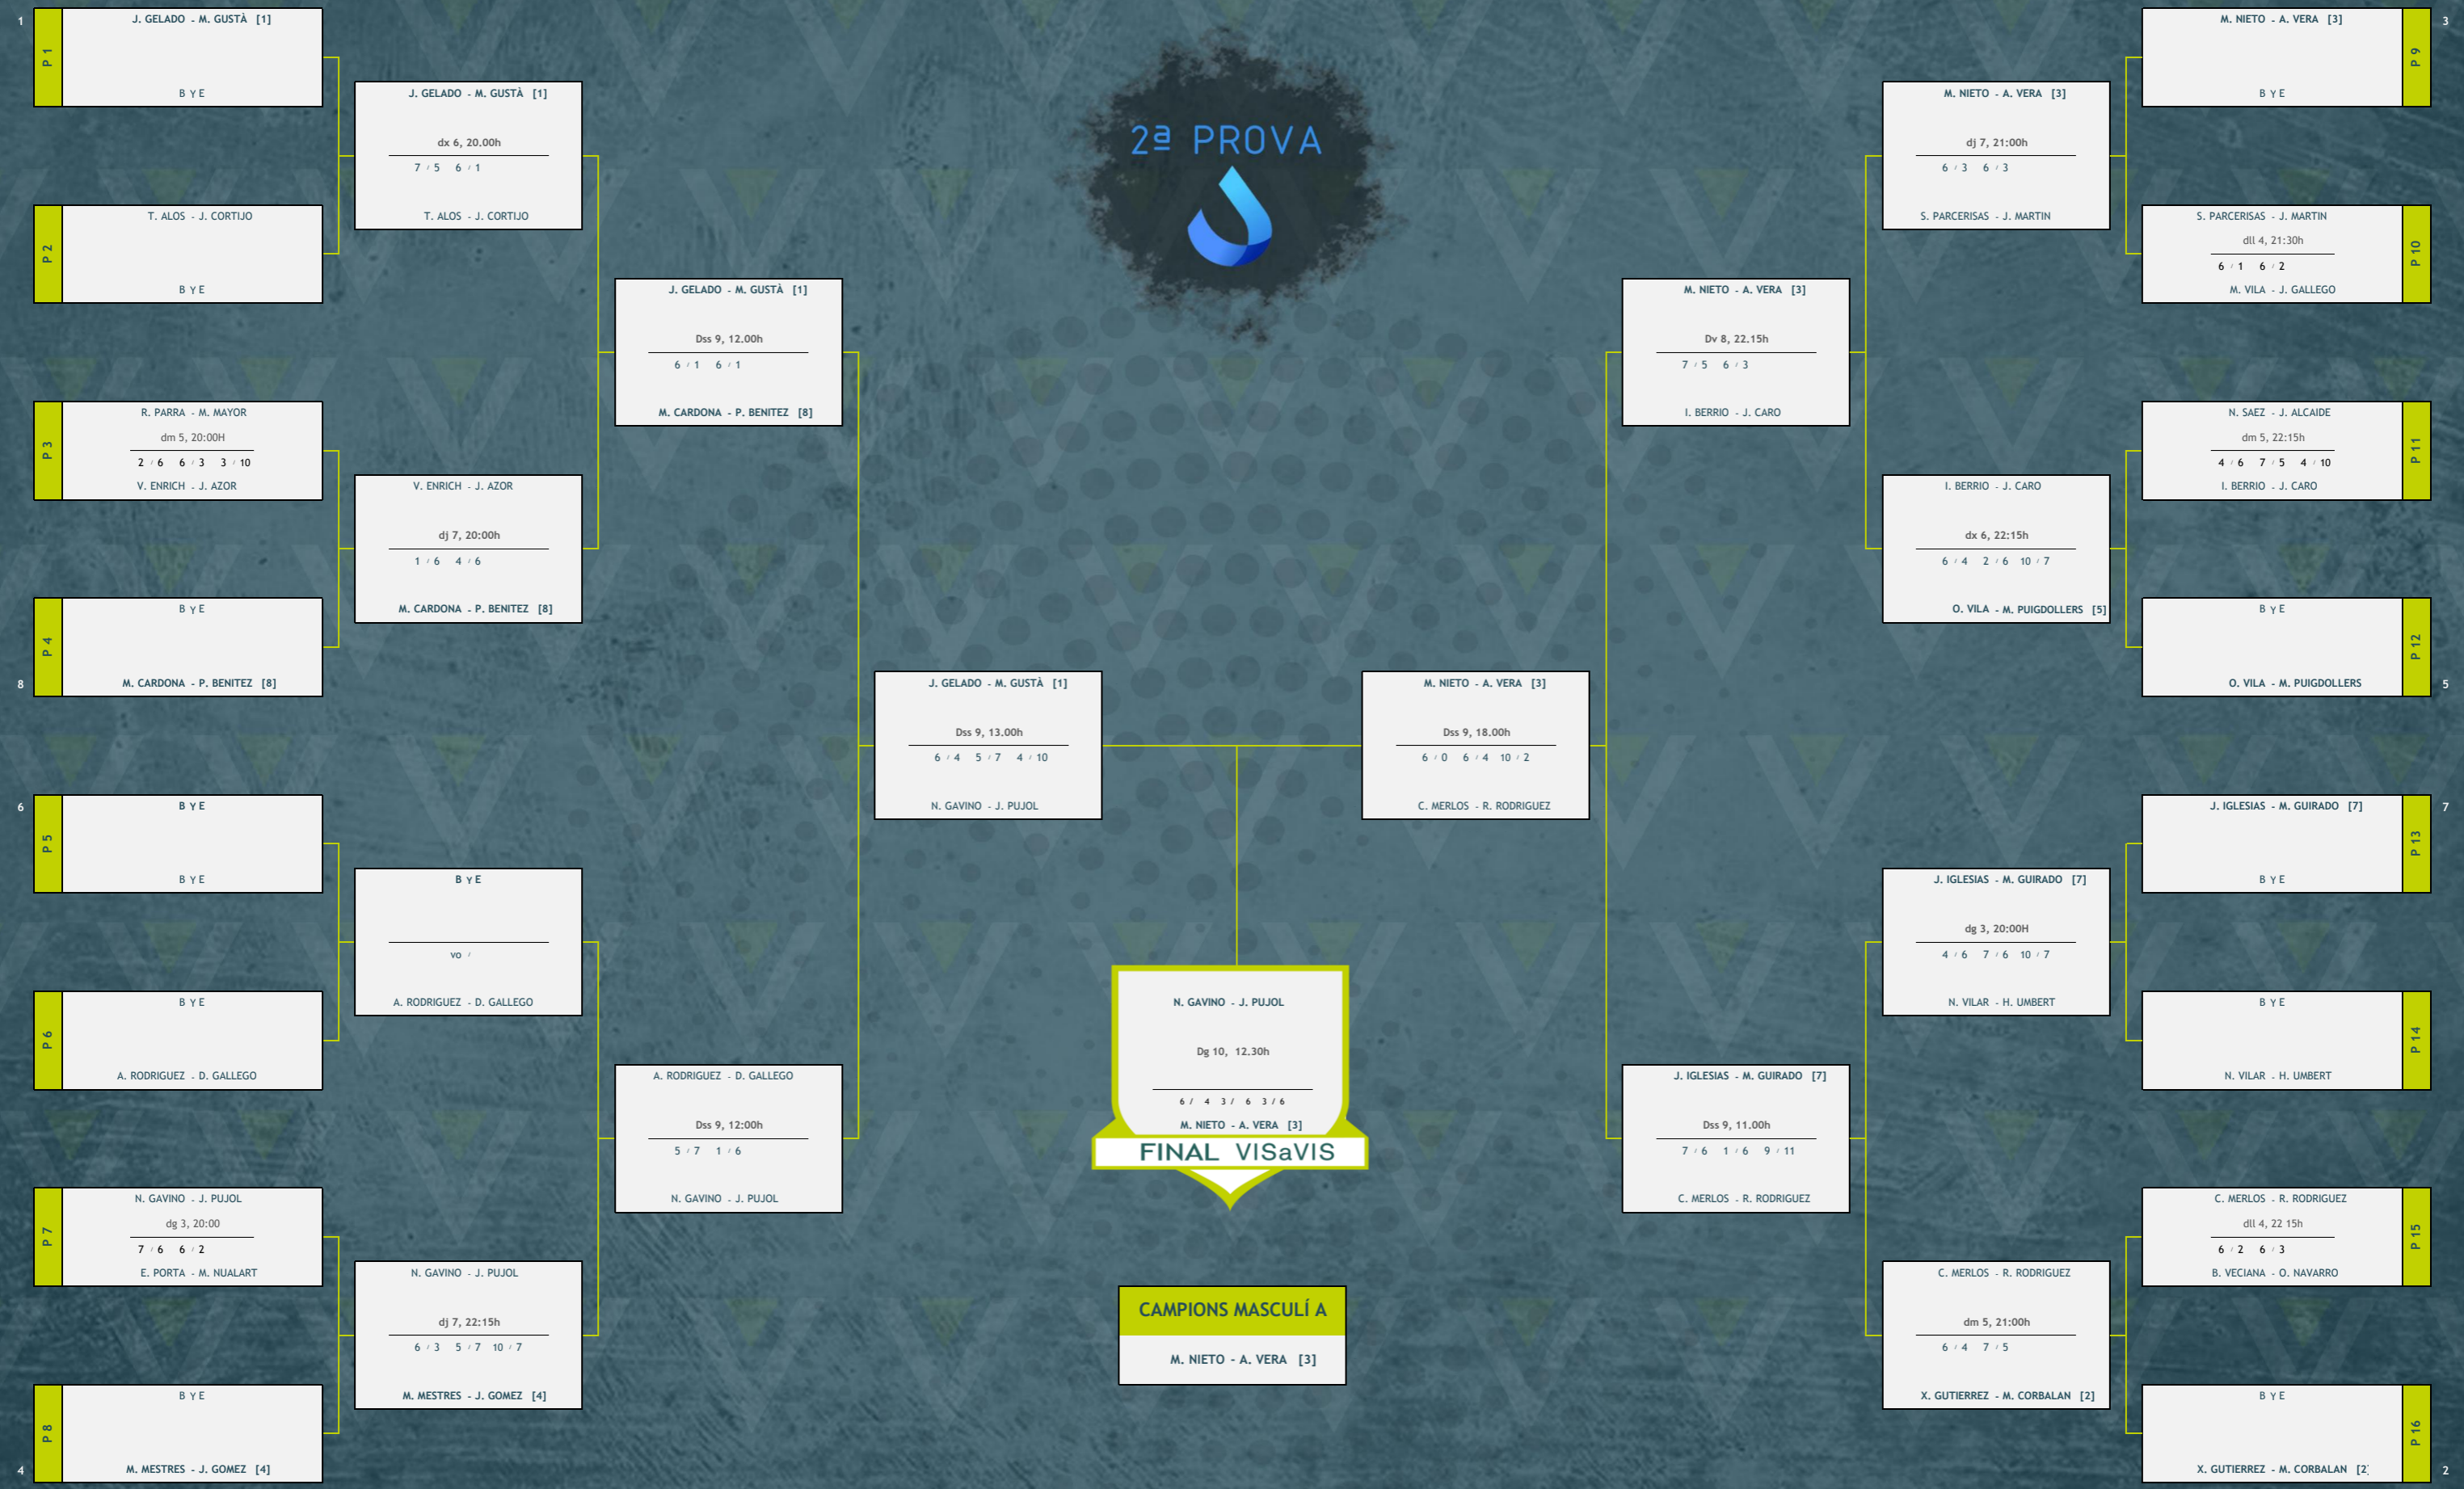 1
P 1
J. GELADO - M. GUSTÀ [1]
B Y E
P 2
T. ALOS - J. CORTIJO
B Y E
P 3
R. PARRA - M. MAYOR
dm 5, 20:00H
2 / 6 6 / 3 3 / 10
V. ENRICH - J. AZOR
P 4
B Y E
M. CARDONA - P. BENITEZ [8]
8
6
P 5
B Y E
B Y E
P 6
B Y E
A. RODRIGUEZ - D. GALLEGO
P 7
N. GAVINO - J. PUJOL
dg 3, 20:00
7 / 6 6 / 2
E. PORTA - M. NUALART
P 8
B Y E
M. MESTRES - J. GOMEZ [4]
4
J. GELADO - M. GUSTÀ [1]
dx 6, 20.00h
7 / 5 6 / 1
T. ALOS - J. CORTIJO
V. ENRICH - J. AZOR
dj 7, 20:00h
1 / 6 4 / 6
M. CARDONA - P. BENITEZ [8]
B Y E
vo /
A. RODRIGUEZ - D. GALLEGO
N. GAVINO - J. PUJOL
dj 7, 22:15h
6 / 3 5 / 7 10 / 7
M. MESTRES - J. GOMEZ [4]
J. GELADO - M. GUSTÀ [1]
Dss 9, 12.00h
6 / 1 6 / 1
M. CARDONA - P. BENITEZ [8]
A. RODRIGUEZ - D. GALLEGO
Dss 9, 12:00h
5 / 7 1 / 6
N. GAVINO - J. PUJOL
J. GELADO - M. GUSTÀ [1]
Dss 9, 13.00h
6 / 4 5 / 7 4 / 10
N. GAVINO - J. PUJOL
2ª PROVA
N. GAVINO - J. PUJOL
Dg 10, 12.30h
6 / 4 3 / 6 3 / 6
M. NIETO - A. VERA [3]
FINAL VISaVIS
CAMPIONS MASCULÍ A
M. NIETO - A. VERA [3]
M. NIETO - A. VERA [3]
Dss 9, 18.00h
6 / 0 6 / 4 10 / 2
C. MERLOS - R. RODRIGUEZ
M. NIETO - A. VERA [3]
Dv 8, 22.15h
7 / 5 6 / 3
I. BERRIO - J. CARO
J. IGLESIAS - M. GUIRADO [7]
Dss 9, 11.00h
7 / 6 1 / 6 9 / 11
C. MERLOS - R. RODRIGUEZ
M. NIETO - A. VERA [3]
dj 7, 21:00h
6 / 3 6 / 3
S. PARCERISAS - J. MARTIN
I. BERRIO - J. CARO
dx 6, 22:15h
6 / 4 2 / 6 10 / 7
O. VILA - M. PUIGDOLLERS [5]
J. IGLESIAS - M. GUIRADO [7]
dg 3, 20:00H
4 / 6 7 / 6 10 / 7
N. VILAR - H. UMBERT
C. MERLOS - R. RODRIGUEZ
dm 5, 21:00h
6 / 4 7 / 5
X. GUTIERREZ - M. CORBALAN [2]
3
P 9
M. NIETO - A. VERA [3]
B Y E
P 10
S. PARCERISAS - J. MARTIN
dll 4, 21:30h
6 / 1 6 / 2
M. VILA - J. GALLEGO
P 11
N. SAEZ - J. ALCAIDE
dm 5, 22:15h
4 / 6 7 / 5 4 / 10
I. BERRIO - J. CARO
P 12
B Y E
O. VILA - M. PUIGDOLLERS
5
7
P 13
J. IGLESIAS - M. GUIRADO [7]
B Y E
P 14
B Y E
N. VILAR - H. UMBERT
P 15
C. MERLOS - R. RODRIGUEZ
dll 4, 22 15h
6 / 2 6 / 3
B. VECIANA - O. NAVARRO
P 16
B Y E
X. GUTIERREZ - M. CORBALAN [2
2